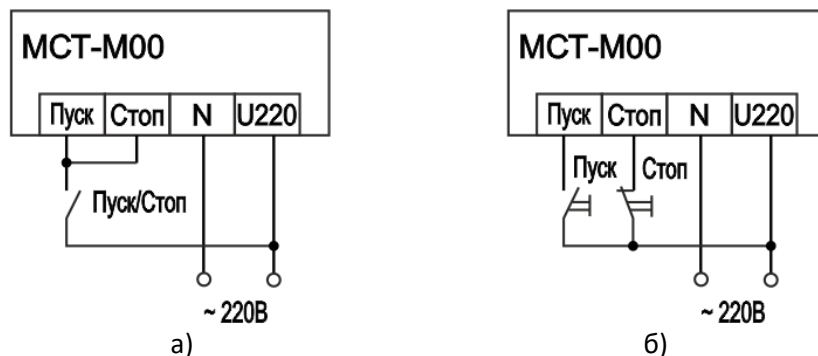 МСТ-М00
Пуск Стоп N U220
Пуск/Стоп
~ 220В
а)
МСТ-М00
Пуск Стоп N U220
Пуск Стоп
~ 220В
б)